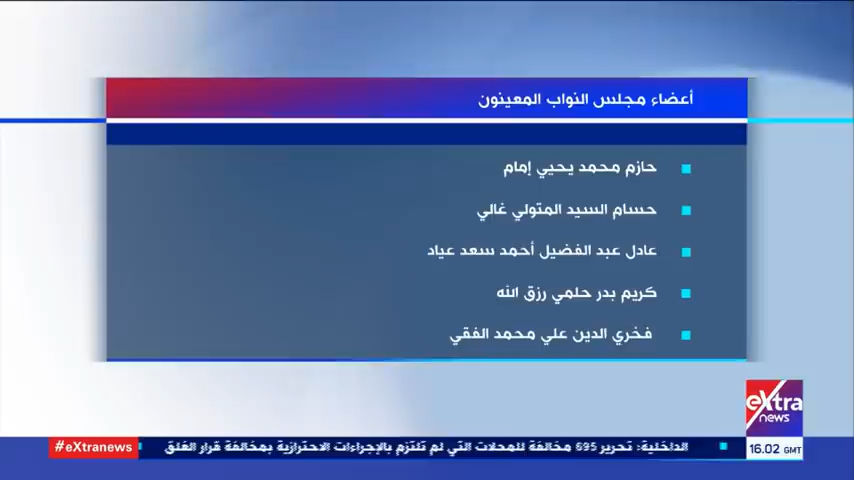 أعضاء مجلس النواب المعينون
حازم محمد يحيي إمام
حسام السيد المتولي غالي
عادل عبد الفضيل أحمد سعد عياد
كريم بدر حلمي رزق الله
فخري الدين علي محمد الفقي
eXtra
news
#eXtranews
الداخلية: تحرير 695 مخالفة للمحلات التي لم تلتزم بالإجراءات الاحترازية بمخالفة قرار الغلق
16.02 GMT